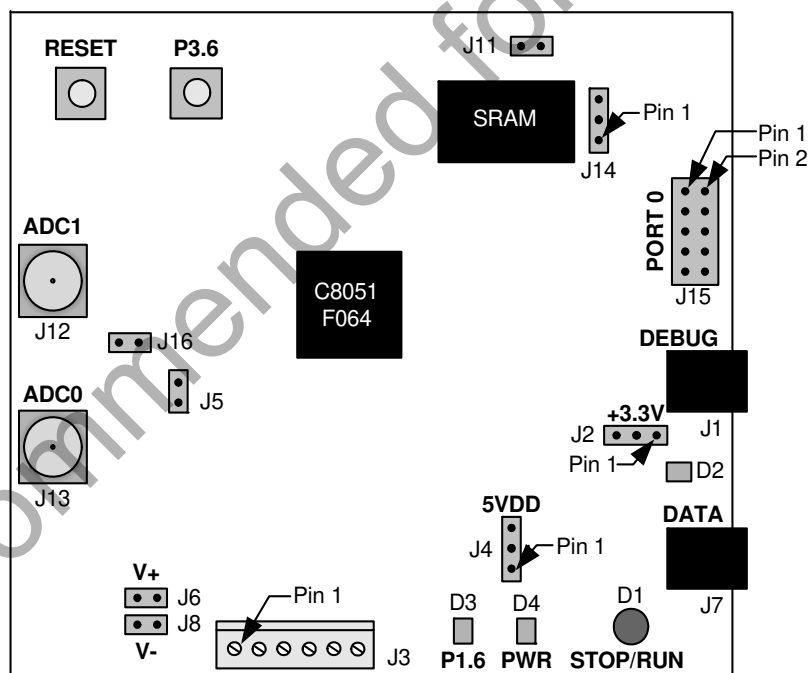 RESET
P3.6
J11
SRAM
Pin 1
J14
Pin 1
Pin 2
PORT 0
J15
ADC1
J12
C8051
F064
J16
J5
ADC0
J13
DEBUG
J1
+3.3V
J2
Pin 1
D2
5VDD
J4
Pin 1
DATA
J7
V+
J6
J8
V-
Pin 1
J3
D3
P1.6
D4
PWR
D1
STOP/RUN
ommended fo